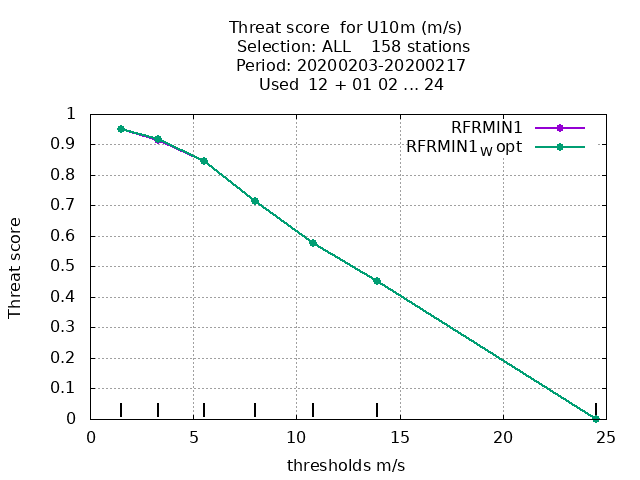 Threat score  for U10m (m/s)
Selection: ALL    158 stations
Period: 20200203-20200217
Used  12 + 01 02 ... 24
RFRMIN1
RFRMIN1W opt
1
0.9
0.8
0.7
0.6
0.5
0.4
0.3
0.2
0.1
0
Threat score
0 5 10 15 20 25
thresholds m/s